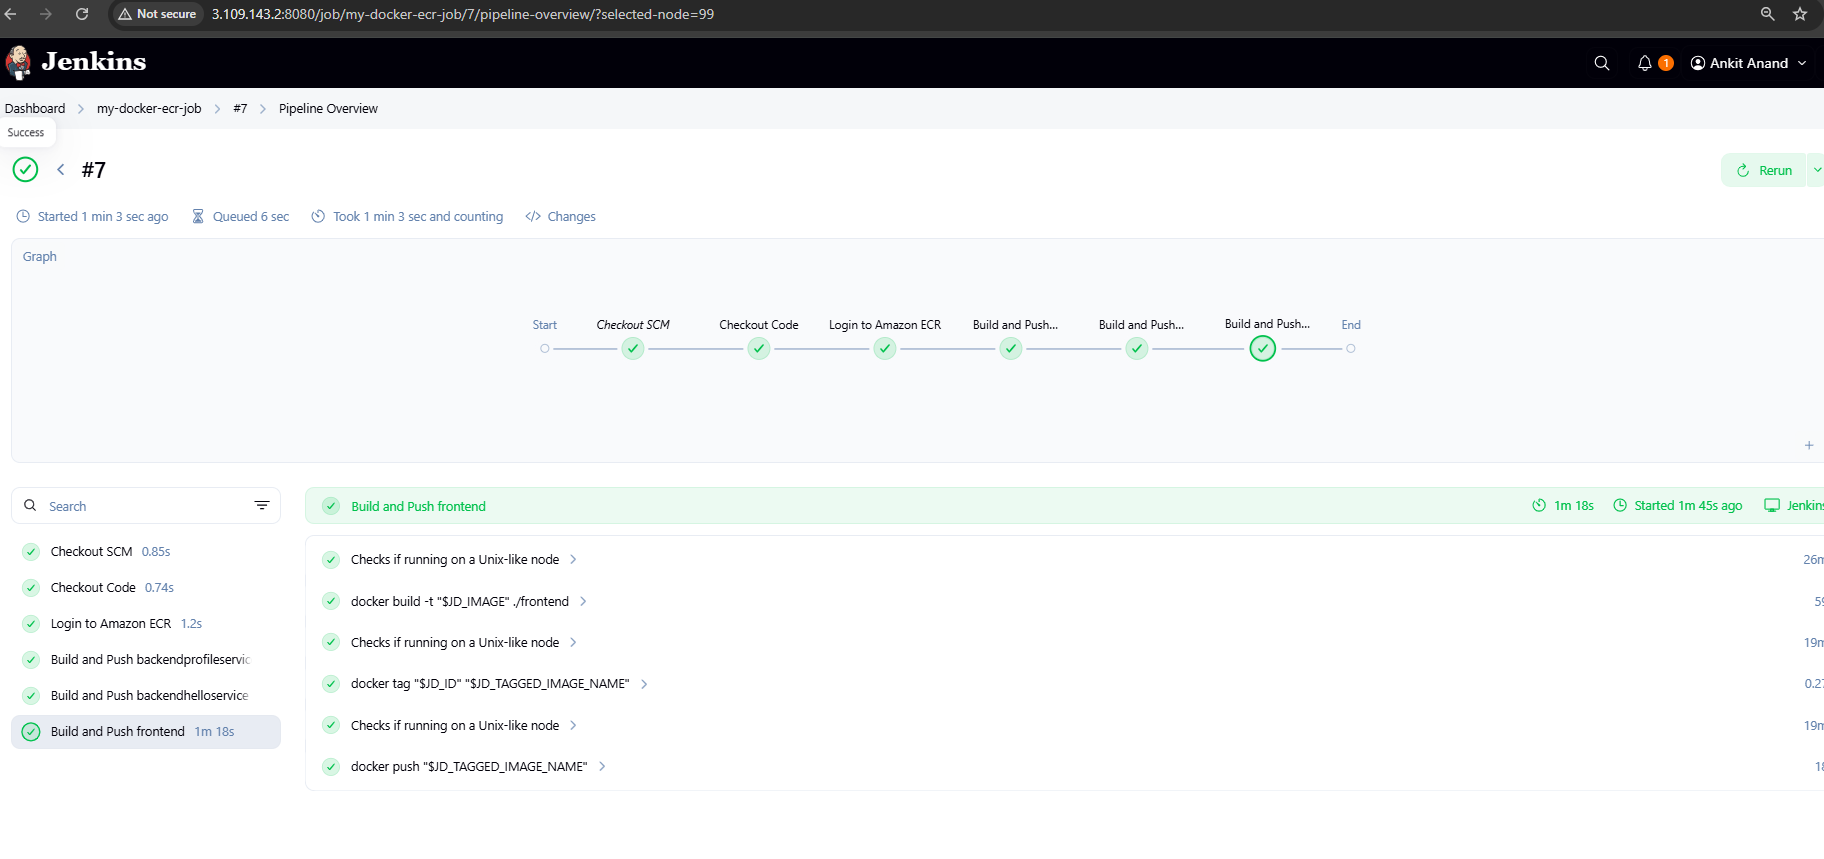 Not secure 3.109.143.2:8080/job/my-docker-ecr-job/7/pipeline-overview/?selected-node=99
Jenkins
1 Ankit Anand
Dashboard my-docker-ecr-job #7 Pipeline Overview
Success
#7
Rerun
Started 1 min 3 sec ago Queued 6 sec Took 1 min 3 sec and counting </> Changes
Graph
Start Checkout SCM Checkout Code Login to Amazon ECR Build and Push... Build and Push... Build and Push... End
+
Search
Build and Push frontend 1m 18s Started 1m 45s ago Jenkins
Checkout SCM 0.85s
Checkout Code 0.74s
Login to Amazon ECR 1.2s
Build and Push backendprofileservic
Build and Push backendhelloservice
Build and Push frontend 1m 18s
Checks if running on a Unix-like node 26m
docker build -t "$JD_IMAGE" ./frontend 59
Checks if running on a Unix-like node 19m
docker tag "$JD_ID" "$JD_TAGGED_IMAGE_NAME" 0.27
Checks if running on a Unix-like node 19m
docker push "$JD_TAGGED_IMAGE_NAME" 18